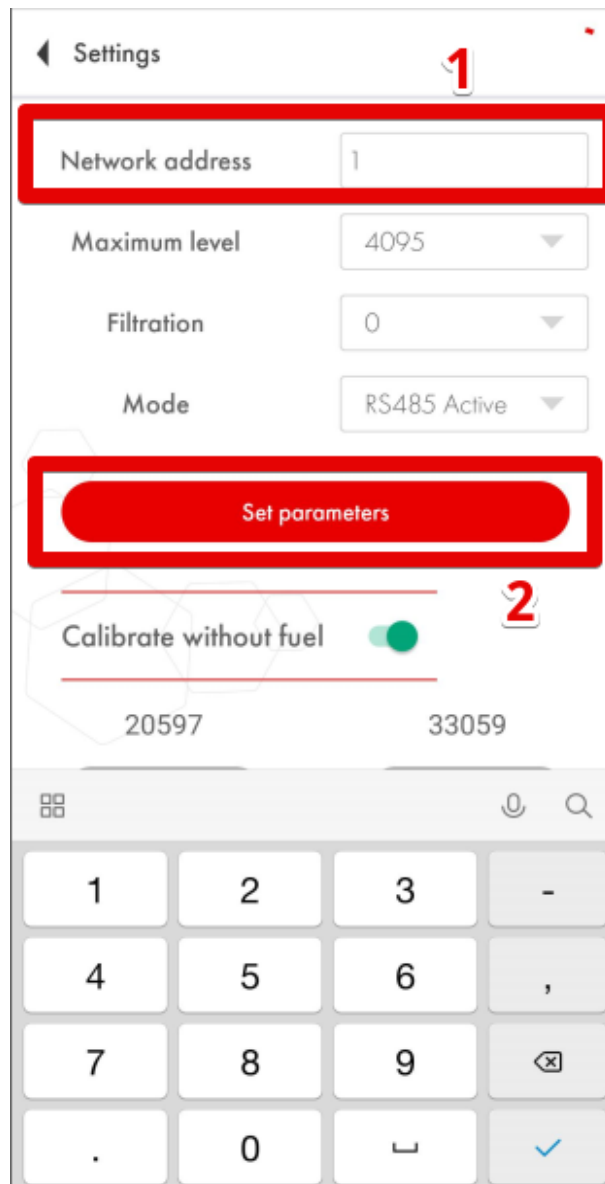 Settings
1
Network address 1
Maximum level 4095
Filtration 0
Mode RS485 Active
Set parameters
2
Calibrate without fuel
20597 33059
1 2 3 -
4 5 6 ,
7 8 9
. 0